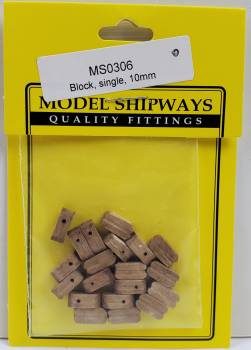 MS0306
Block, single, 10mm
MODEL SHIPWAYS
QUALITY FITTINGS